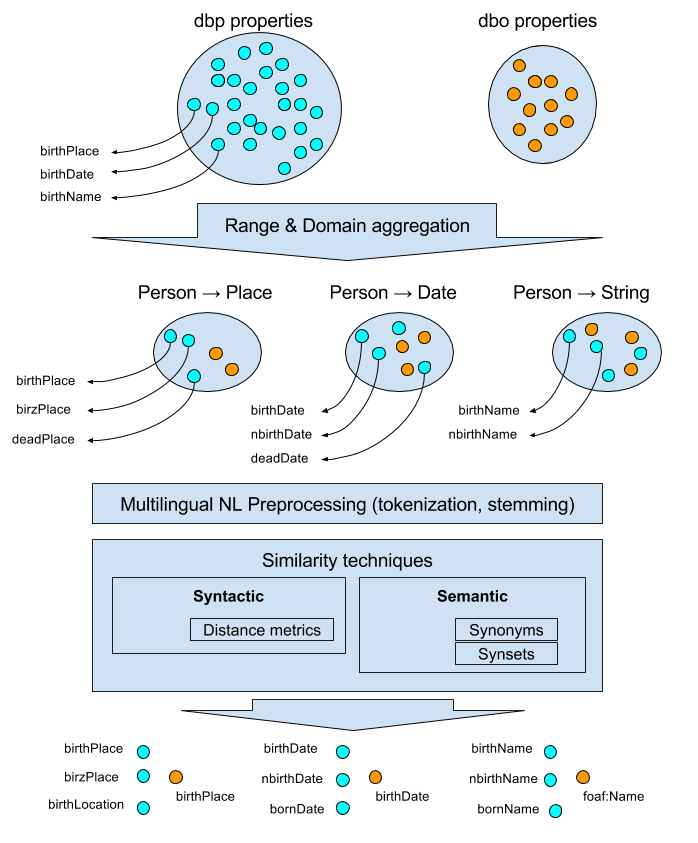 dbp properties
dbo properties
birthPlace
birthDate
birthName
Range & Domain aggregation
Person → Place
Person → Date
Person → String
birthPlace
birzPlace
deadPlace
birthDate
nbirthDate
deadDate
birthName
nbirthName
Multilingual NL Preprocessing (tokenization, stemming)
Similarity techniques
Syntactic
Distance metrics
Semantic
Synonyms
Synsets
birthPlace
birzPlace
birthLocation
birthPlace
birthDate
nbirthDate
bornDate
birthDate
birthName
nbirthName
bornName
foaf:Name